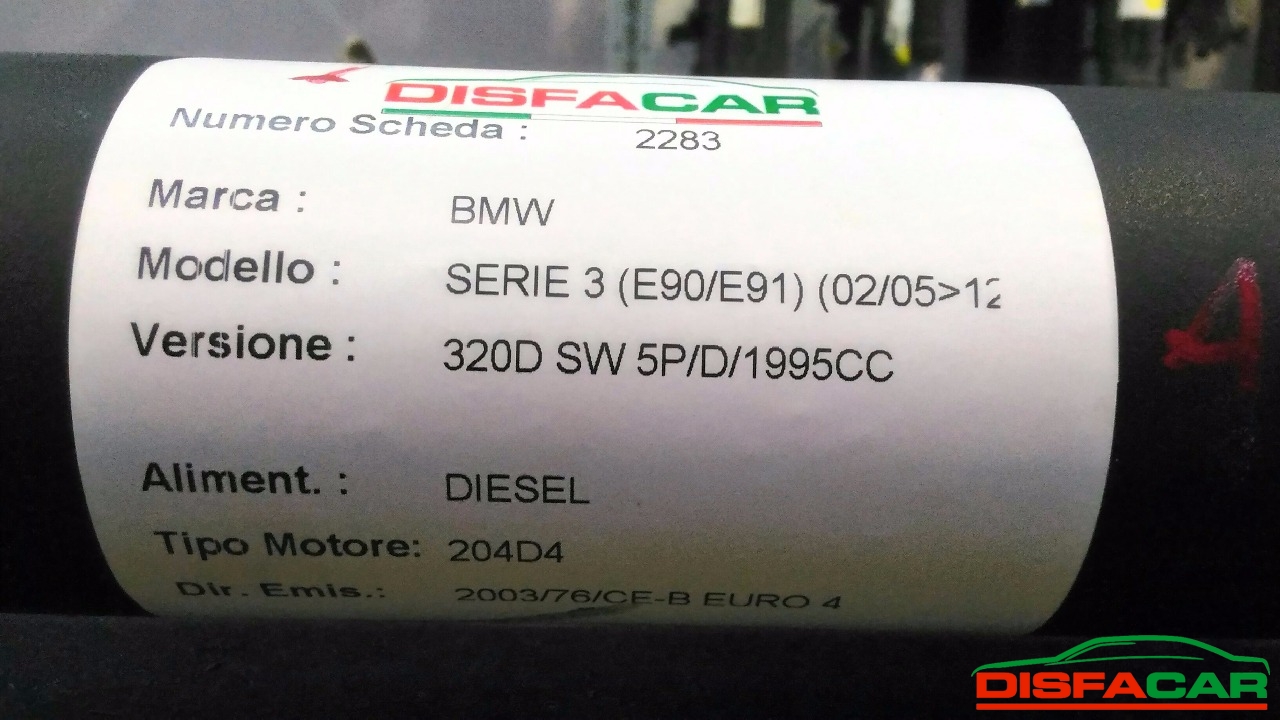 DISFACAR
Numero Scheda : 2283
Marca : BMW
Modello : SERIE 3 (E90/E91) (02/05>12
Versione : 320D SW 5P/D/1995CC
Aliment. : DIESEL
Tipo Motore: 204D4
Dir. Emis.: 2003/76/CE-B EURO 4
4
DISFACAR